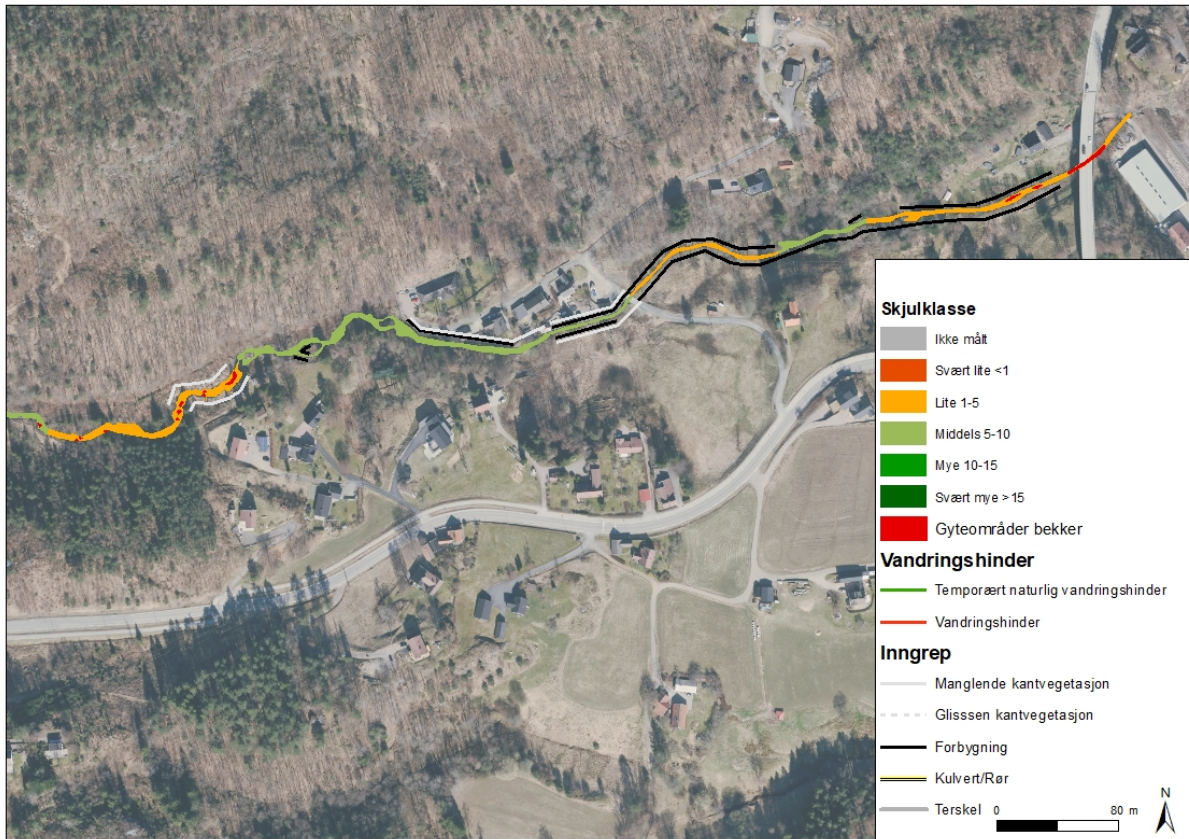 Skjulklasse
Ikke målt
Svært lite <1
Lite 1-5
Middels 5-10
Mye 10-15
Svært mye >15
Gyteområder bekker
Vandringshinder
Temporært naturlig vandringshinder
Vandringshinder
Inngrep
Manglende kantvegetasjon
Glisssen kantvegetasjon
Forbygning
Kulvert/Rør
Terskel
0 80 m
N